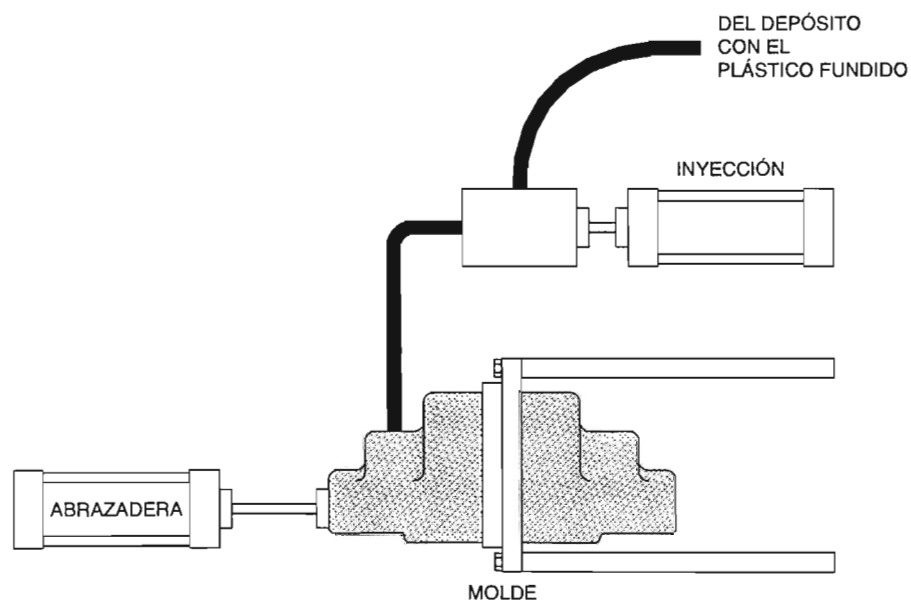 DEL DEPÓSITO
CON EL
PLÁSTICO FUNDIDO
INYECCIÓN
ABRAZADERA
MOLDE